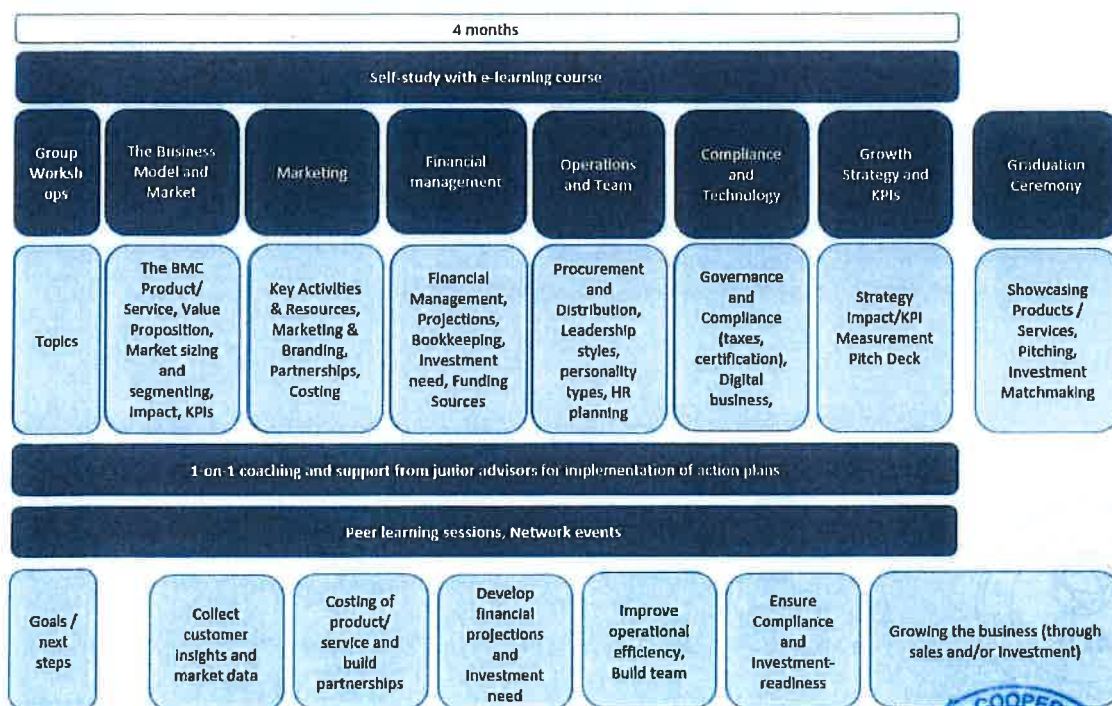 4 months
Self-study with e-learning course
Group
Worksh
ops
The Business
Model and
Market
Marketing
Financial
management
Operations
and Team
Compliance
and
Technology
Growth
Strategy and
KPIs
Graduation
Ceremony
Topics
The BMC
Product/
Service, Value
Proposition,
Market sizing
and
segmenting,
Impact, KPIs
Key Activities
& Resources,
Marketing &
Branding,
Partnerships,
Costing
Financial
Management,
Projections,
Bookkeeping,
Investment
need, Funding
Sources
Procurement
and
Distribution,
Leadership
styles,
personality
types, HR
planning
Governance
and
Compliance
(taxes,
certification),
Digital
business,
Strategy
Impact/KPI
Measurement
Pitch Deck
Showcasing
Products /
Services,
Pitching,
Investment
Matchmaking
1-on-1 coaching and support from junior advisors for implementation of action plans
Peer learning sessions, Network events
Goals /
next
steps
Collect
customer
insights and
market data
Costing of
product/
service and
build
partnerships
Develop
financial
projections
and
Investment
need
Improve
operational
efficiency,
Build team
Ensure
Compliance
and
Investment-
readiness
Growing the business (through
sales and/or Investment)